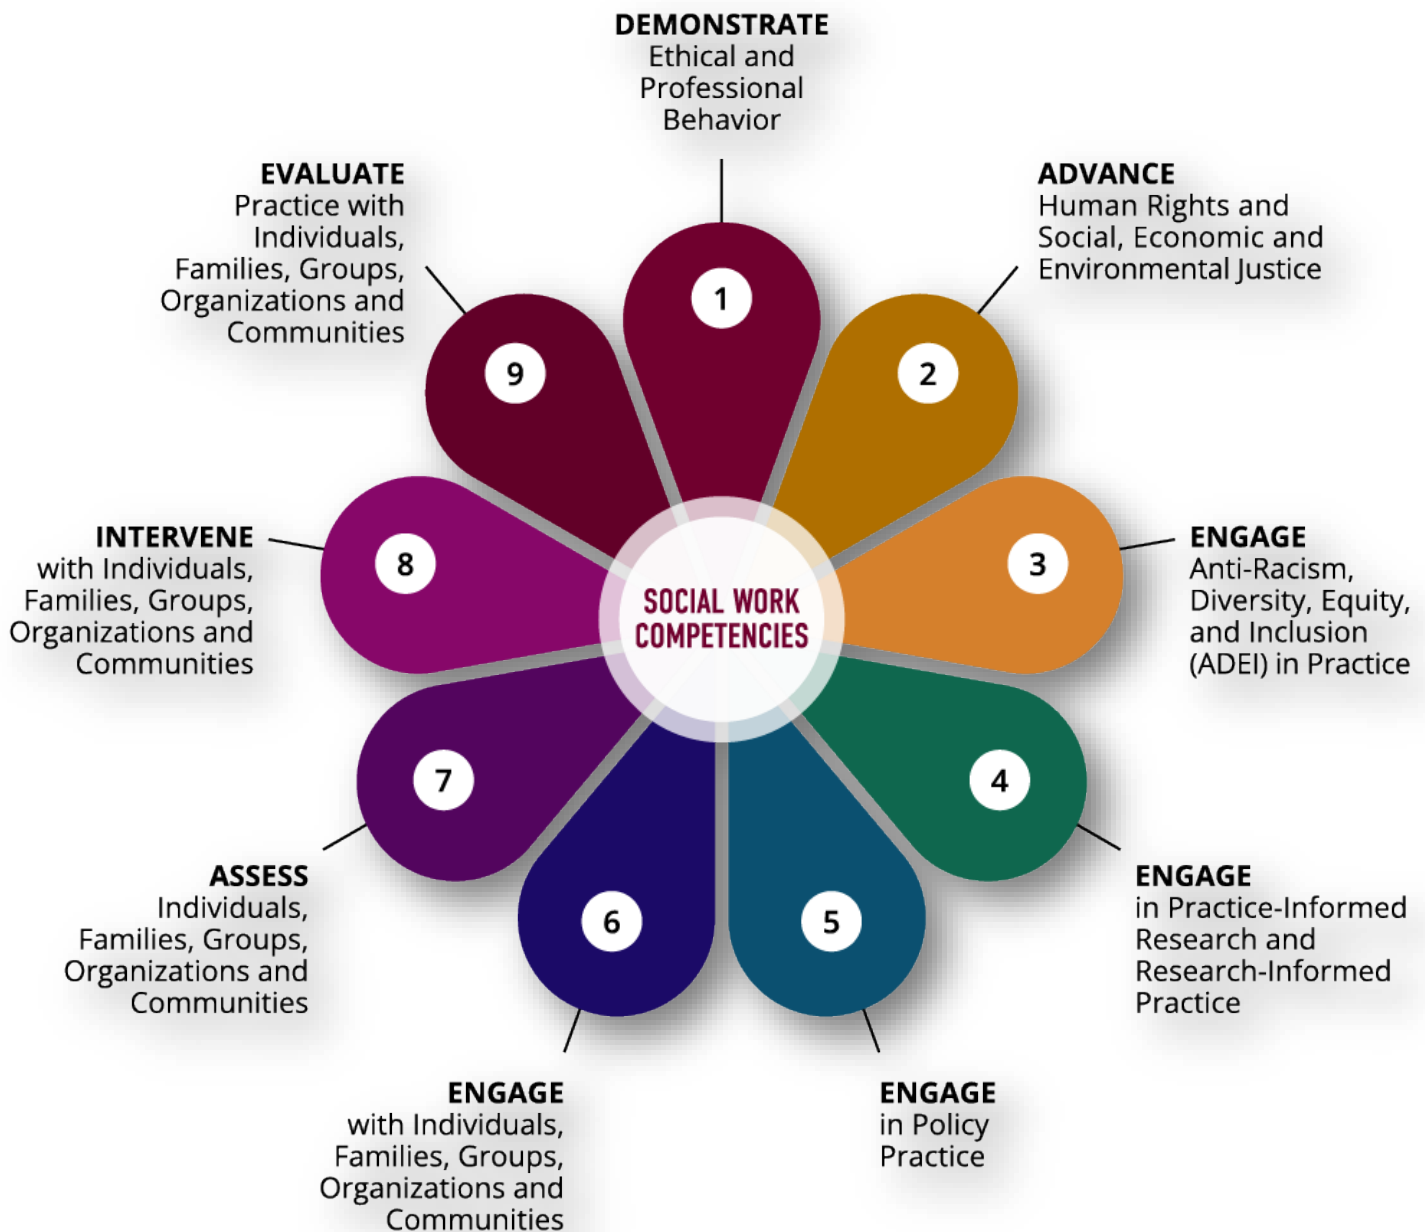 DEMONSTRATE
Ethical and
Professional
Behavior
1
ADVANCE
Human Rights and
Social, Economic and
Environmental Justice
2
ENGAGE
Anti-Racism,
Diversity, Equity,
and Inclusion
(ADEI) in Practice
3
ENGAGE
in Practice-Informed
Research and
Research-Informed
Practice
4
ENGAGE
in Policy
Practice
5
ENGAGE
with Individuals,
Families, Groups,
Organizations and
Communities
6
ASSESS
Individuals,
Families, Groups,
Organizations and
Communities
7
INTERVENE
with Individuals,
Families, Groups,
Organizations and
Communities
8
EVALUATE
Practice with
Individuals,
Families, Groups,
Organizations and
Communities
9
SOCIAL WORK
COMPETENCIES